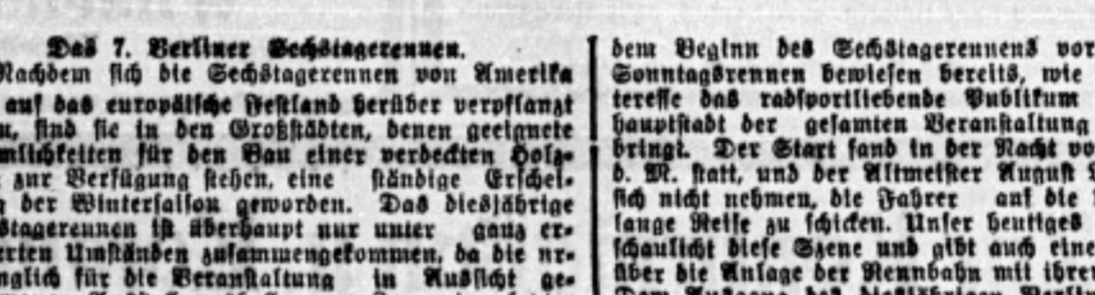 Das 7. Berliner Sechstagerennen.
Nachdem sich die Sechstagerennen von Amerika
auf das europäische Festland herüber verpflanzt
n, sind sie in den Großstädten, denen geeignete
mlichkeiten für den Bau einer verdeckten Holz-
zur Verfügung stehen, eine ständige Erschei-
g der Wintersaison geworden. Das diesjährige
stagerennen ist überhaupt nur unter ganz er-
erten Umständen zusammengekommen, da die ur-
nglich für die Veranstaltung in Aussicht ge-
dem Beginn des Sechstagerennens vor
Sonntagsrennen bewiesen bereits, wie
teresse das radsportliebende Publikum
hauptstadt der gesamten Veranstaltung
bringt. Der Start fand in der Nacht vo
d. M. statt, und der Altmeister August
sich nicht nehmen, die Fahrer auf die
lange Reise zu schicken. Unser heutiges
schaulicht diese Szene und gibt auch eine
über die Anlage der Rennbahn mit ihren